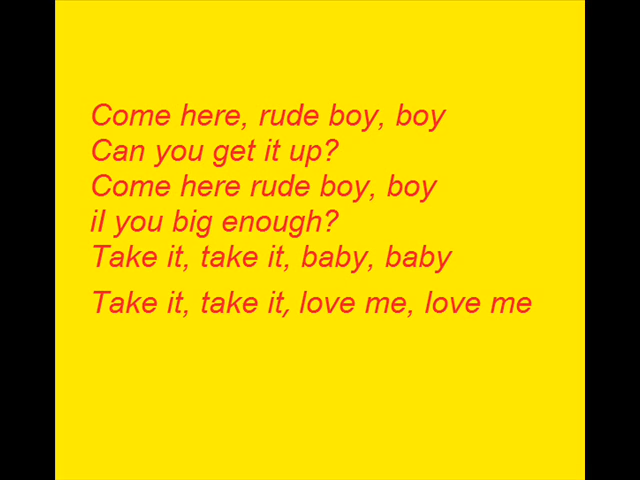 Come here, rude boy, boy
Can you get it up?
Come here rude boy, boy
iI you big enough?
Take it, take it, baby, baby
Take it, take it, love me, love me